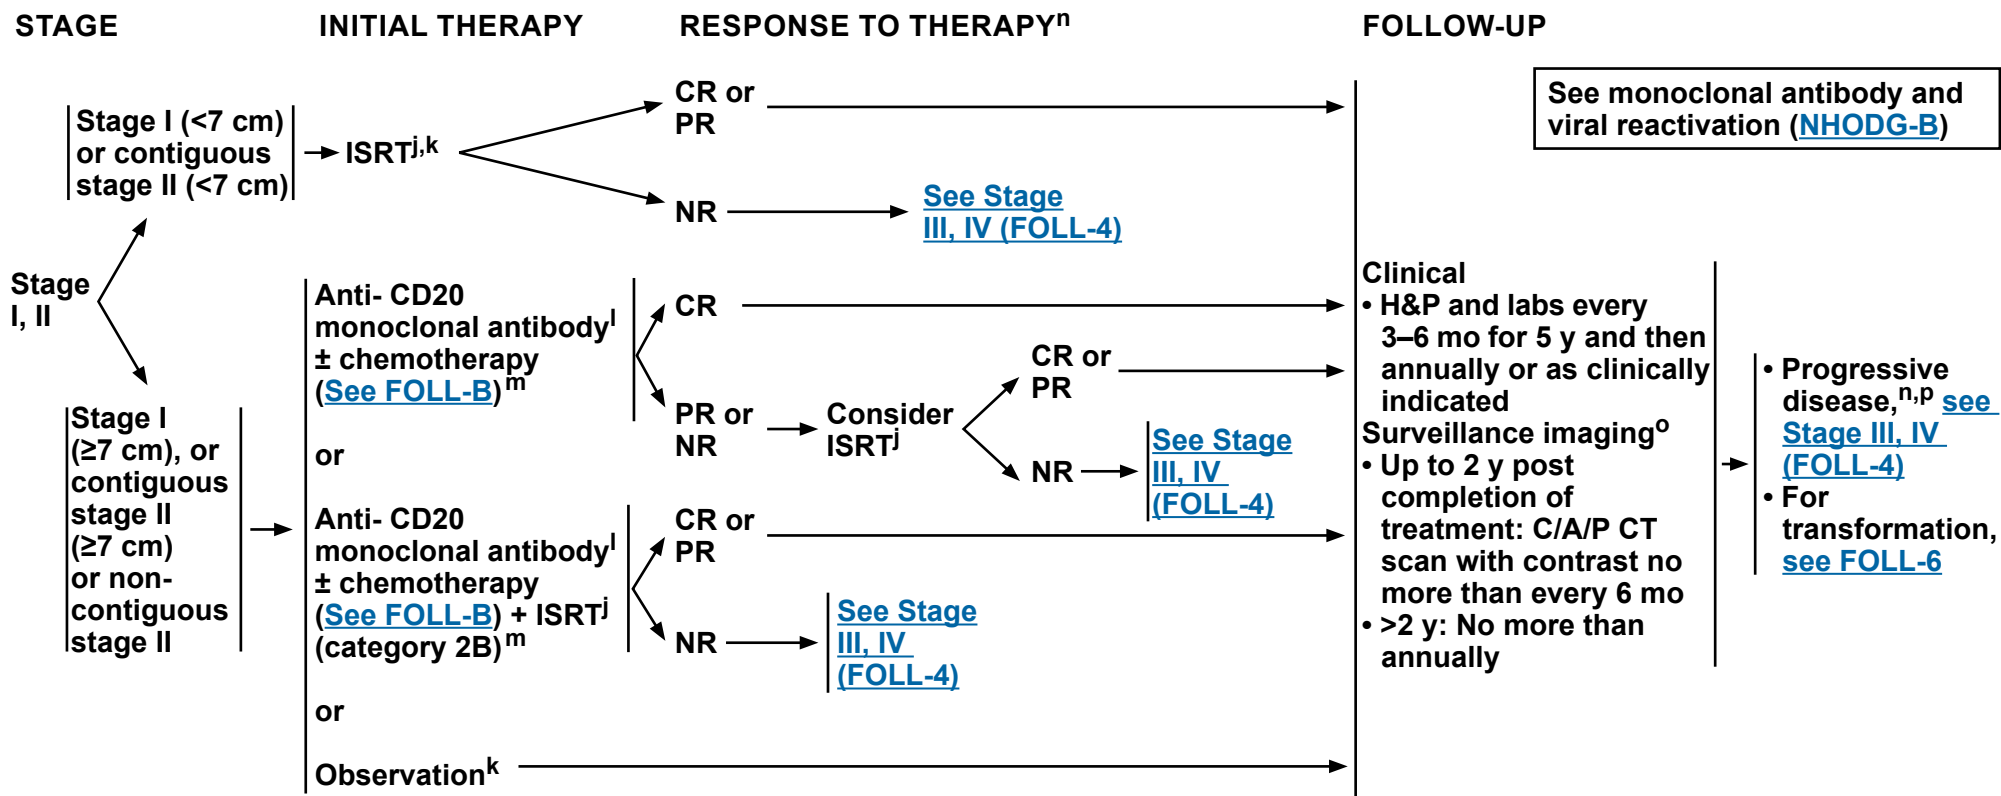 STAGE
INITIAL THERAPY
RESPONSE TO THERAPYn
FOLLOW-UP
See monoclonal antibody and
viral reactivation (NHODG-B)
Stage
I, II
Stage I (<7 cm)
or contiguous
stage II (<7 cm)
ISRTj,k
CR or
PR
NR
See Stage
III, IV (FOLL-4)
Stage I
(≥7 cm), or
contiguous
stage II
(≥7 cm)
or non-
contiguous
stage II
Anti- CD20
monoclonal antibodyl
± chemotherapy
(See FOLL-B)m
CR
PR or
NR
Consider
ISRTj
CR or
PR
NR
See Stage
III, IV
(FOLL-4)
or
Anti- CD20
monoclonal antibodyl
± chemotherapy
(See FOLL-B) + ISRTj
(category 2B)m
CR or
PR
NR
See Stage
III, IV
(FOLL-4)
or
Observationk
Clinical
• H&P and labs every
3–6 mo for 5 y and then
annually or as clinically
indicated
Surveillance imagingo
• Up to 2 y post
completion of
treatment: C/A/P CT
scan with contrast no
more than every 6 mo
• >2 y: No more than
annually
• Progressive
disease,n,p see
Stage III, IV
(FOLL-4)
• For
transformation,
see FOLL-6